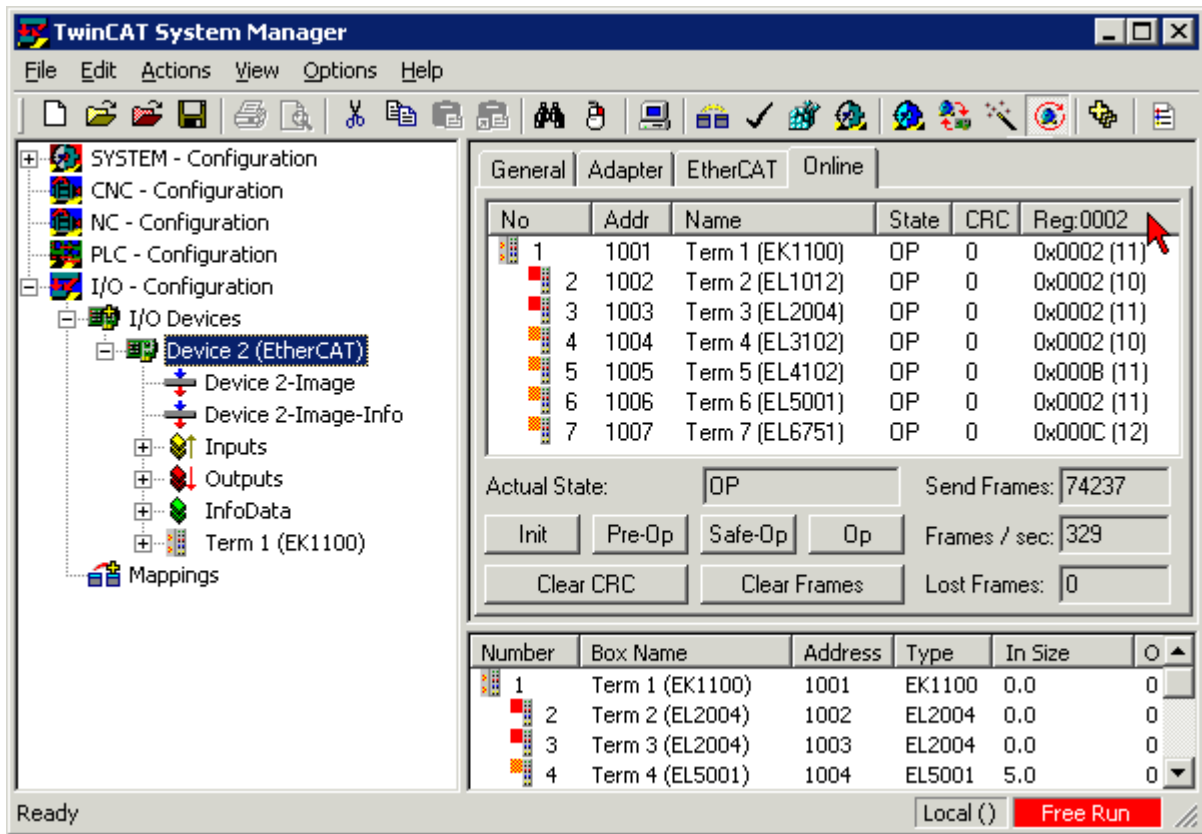 TwinCAT System Manager
File Edit Actions View Options Help
SYSTEM - Configuration
CNC - Configuration
NC - Configuration
PLC - Configuration
I/O - Configuration
I/O Devices
Device 2 (EtherCAT)
Device 2-Image
Device 2-Image-Info
Inputs
Outputs
InfoData
Term 1 (EK1100)
Mappings
General Adapter EtherCAT Online
No Addr Name State CRC Reg:0002
1 1001 Term 1 (EK1100) OP 0 0x0002 (11)
2 1002 Term 2 (EL1012) OP 0 0x0002 (10)
3 1003 Term 3 (EL2004) OP 0 0x0002 (11)
4 1004 Term 4 (EL3102) OP 0 0x0002 (10)
5 1005 Term 5 (EL4102) OP 0 0x000B (11)
6 1006 Term 6 (EL5001) OP 0 0x0002 (11)
7 1007 Term 7 (EL6751) OP 0 0x000C (12)
Actual State: OP Send Frames: 74237
Init Pre-Op Safe-Op Op Frames / sec: 329
Clear CRC Clear Frames Lost Frames: 0
Number Box Name Address Type In Size O
1 Term 1 (EK1100) 1001 EK1100 0.0 0
2 Term 2 (EL2004) 1002 EL2004 0.0 0
3 Term 3 (EL2004) 1003 EL2004 0.0 0
4 Term 4 (EL5001) 1004 EL5001 5.0 0
Ready Local () Free Run